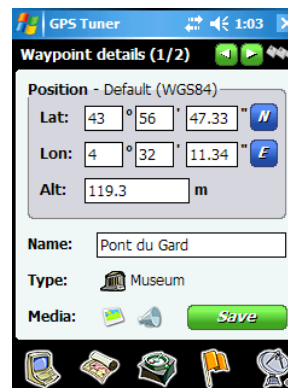 GPS Tuner 1:03
Waypoint details (1/2)
Position - Default (WGS84)
Lat: 43 ° 56 ' 47.33 " N
Lon: 4 ° 32 ' 11.34 " E
Alt: 119.3 m
Name: Pont du Gard
Type: Museum
Media: Save